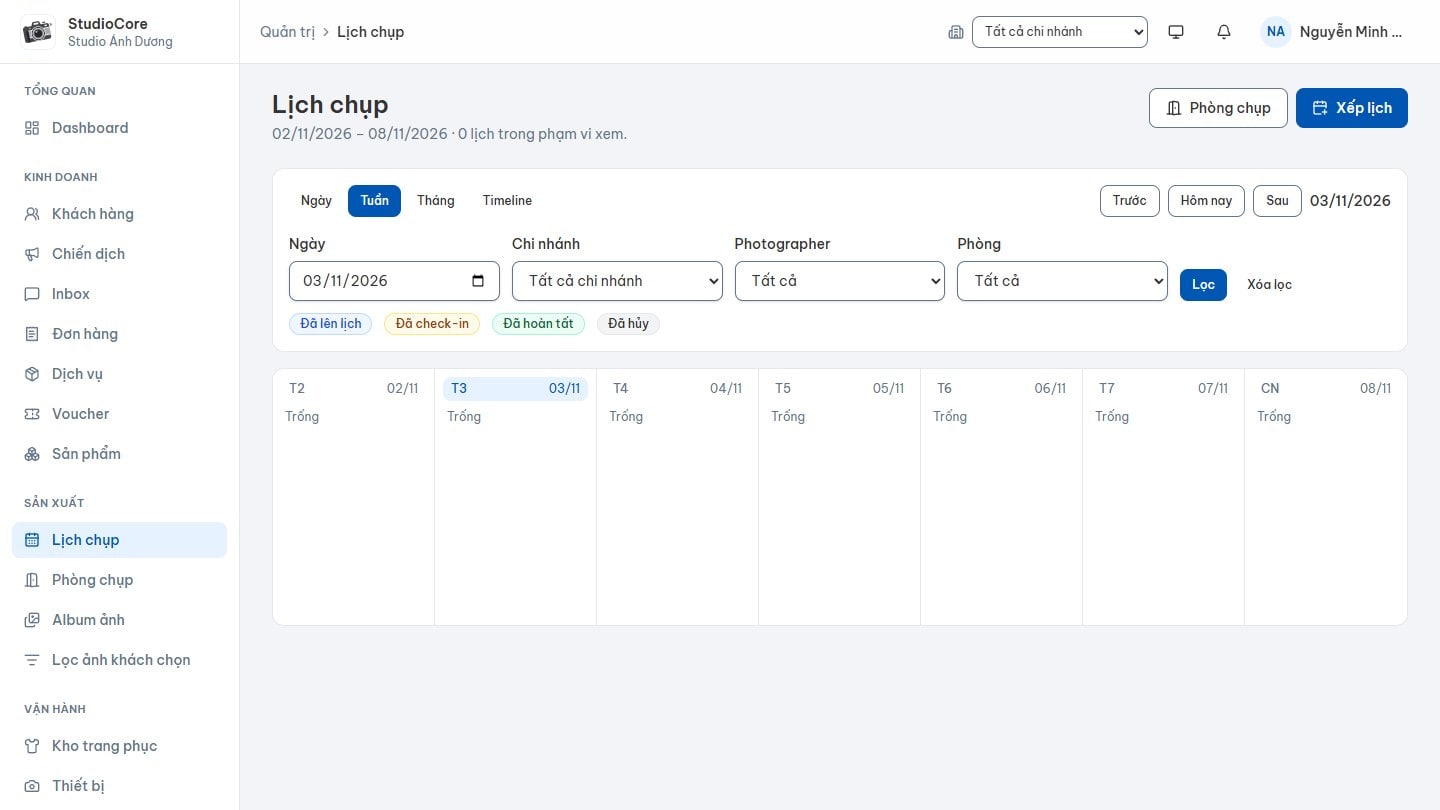 StudioCore
Studio Ánh Dương
Quản trị > Lịch chụp
Tất cả chi nhánh
NA Nguyễn Minh ...
TỔNG QUAN
Dashboard
KINH DOANH
Khách hàng
Chiến dịch
Inbox
Đơn hàng
Dịch vụ
Voucher
Sản phẩm
SẢN XUẤT
Lịch chụp
Phòng chụp
Album ảnh
Lọc ảnh khách chọn
VẬN HÀNH
Kho trang phục
Thiết bị
Lịch chụp
02/11/2026 – 08/11/2026 · 0 lịch trong phạm vi xem.
Phòng chụp Xếp lịch
Ngày Tuần Tháng Timeline
Trước Hôm nay Sau 03/11/2026
Ngày Chi nhánh Photographer Phòng
03/11/2026 Tất cả chi nhánh Tất cả Tất cả Lọc Xóa lọc
Đã lên lịch Đã check-in Đã hoàn tất Đã hủy
T2 02/11 T3 03/11 T4 04/11 T5 05/11 T6 06/11 T7 07/11 CN 08/11
Trống Trống Trống Trống Trống Trống Trống